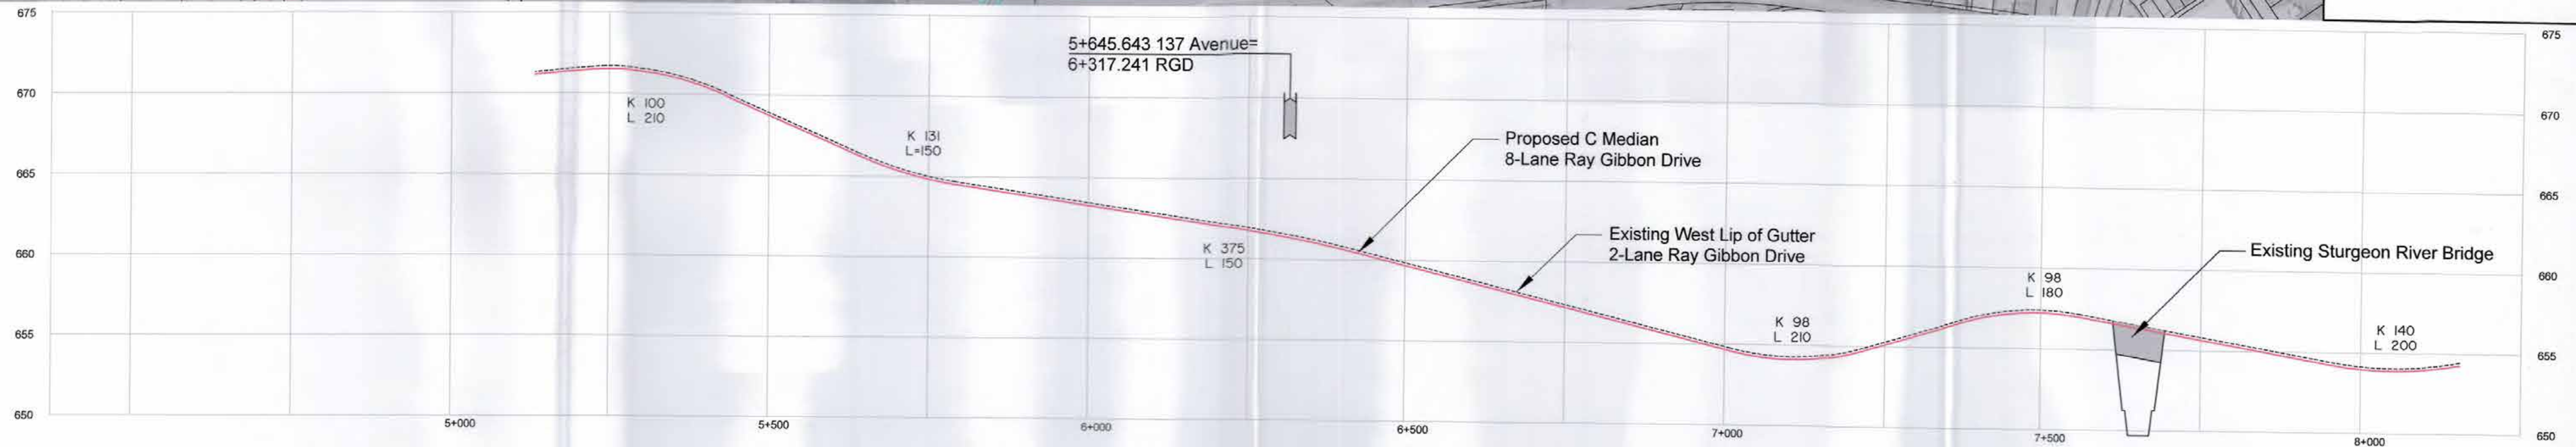 675
675
5+645.643 137 Avenue=
6+317.241 RGD
670
670
K 100
L 210
K 131
L=150
Proposed C Median
8-Lane Ray Gibbon Drive
665
665
Existing West Lip of Gutter
2-Lane Ray Gibbon Drive
K 375
L 150
Existing Sturgeon River Bridge
660
660
K 98
L 180
K 98
L 210
K 140
L 200
655
655
650
650
5+000
5+500
6+000
6+500
7+000
7+500
8+000